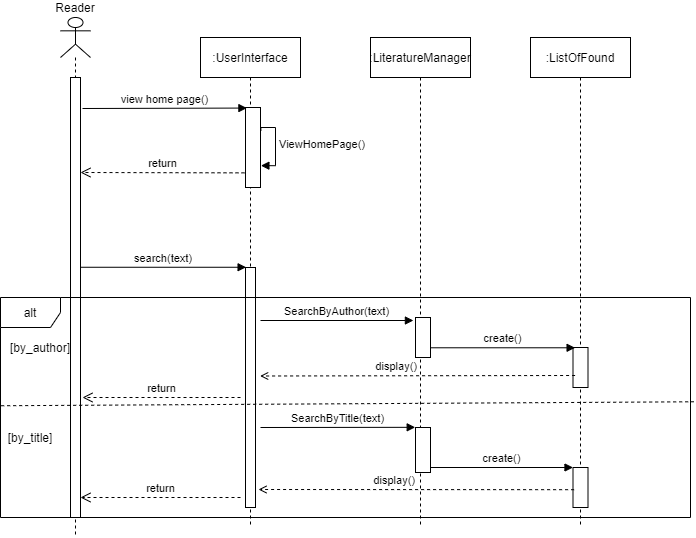 Reader
:UserInterface
:LiteratureManager
:ListOfFound
view home page()
ViewHomePage()
return
search(text)
alt
SearchByAuthor(text)
create()
[by_author]
display()
return
SearchByTitle(text)
[by_title]
create()
display()
return